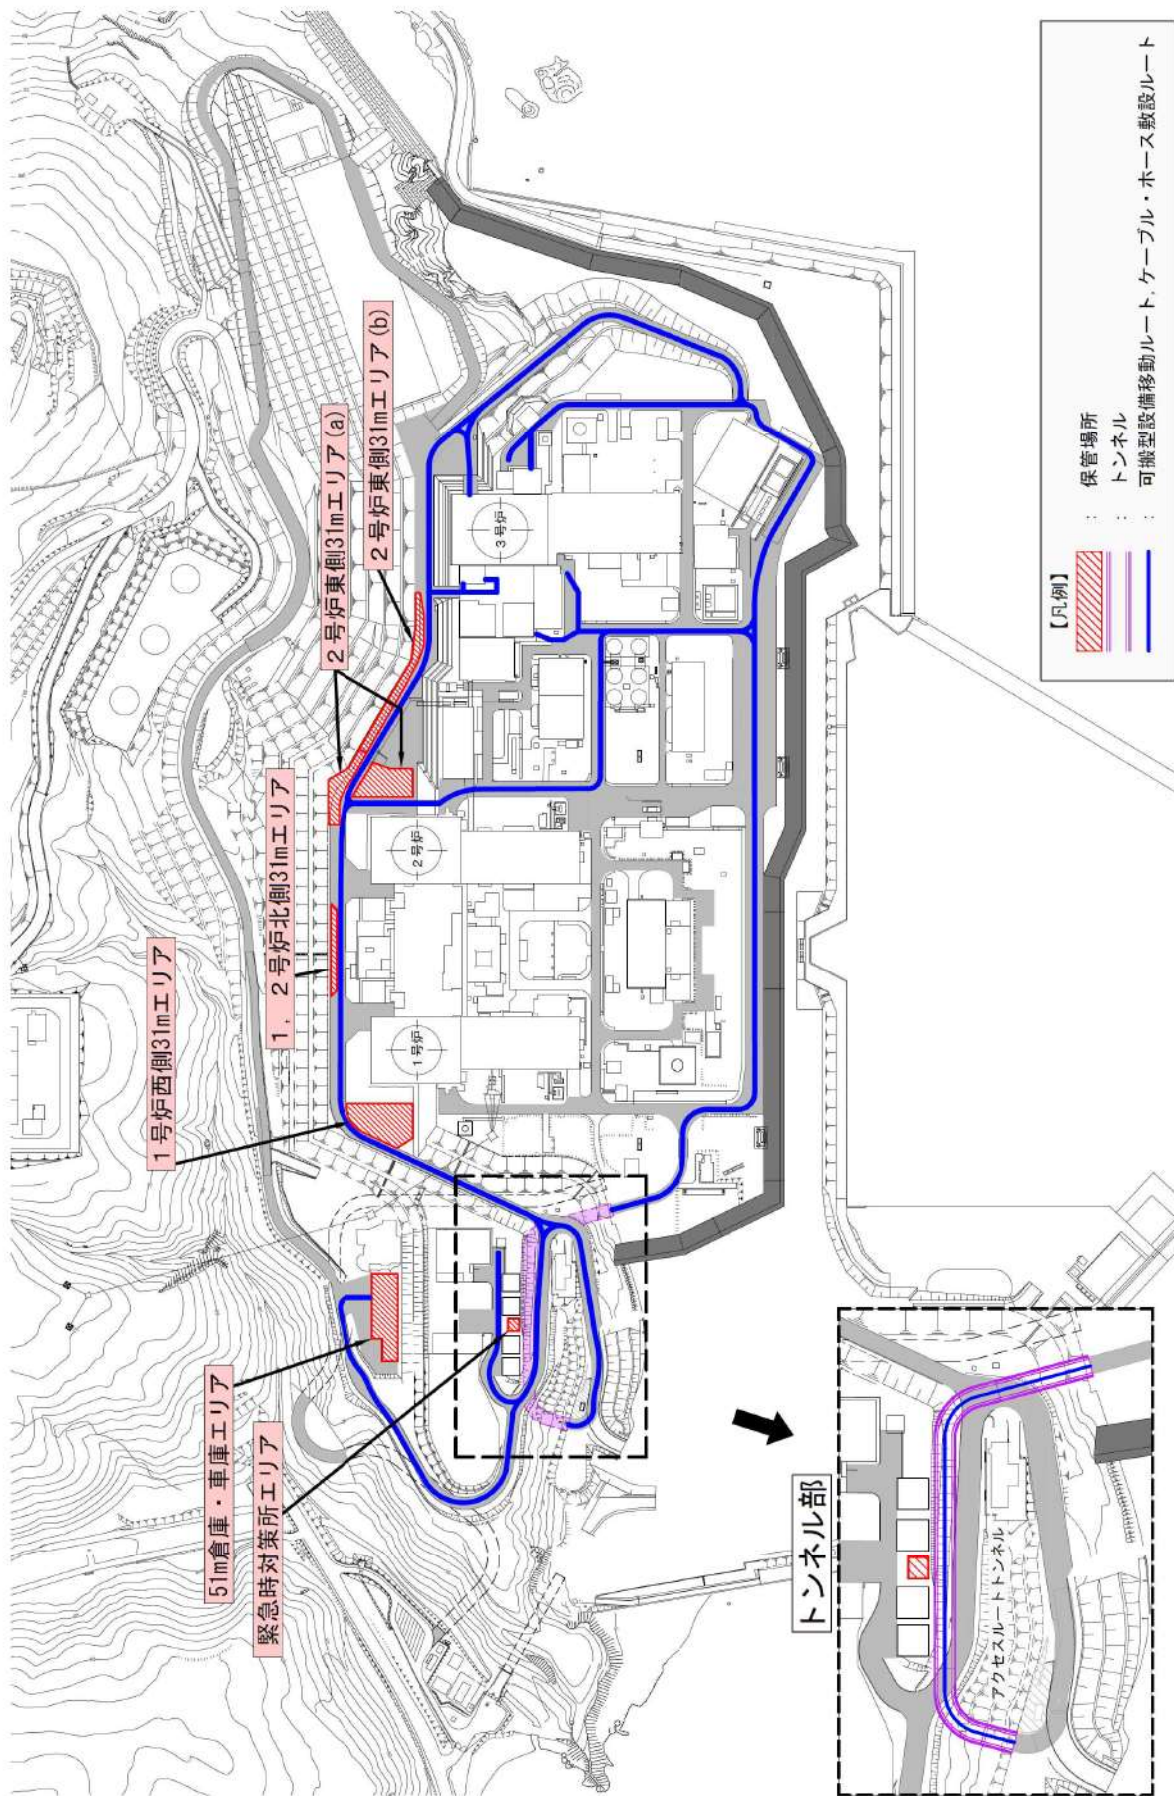 51m倉庫・車庫エリア
緊急時対策所エリア
1号炉西側31mエリア
1，2号炉北側31mエリア
2号炉東側31mエリア(a)
2号炉東側31mエリア(b)
1号炉
2号炉
3号炉
トンネル部
アクセスルートトンネル
【凡例】
： 保管場所
： トンネル
： 可搬型設備移動ルート，ケーブル・ホース敷設ルート